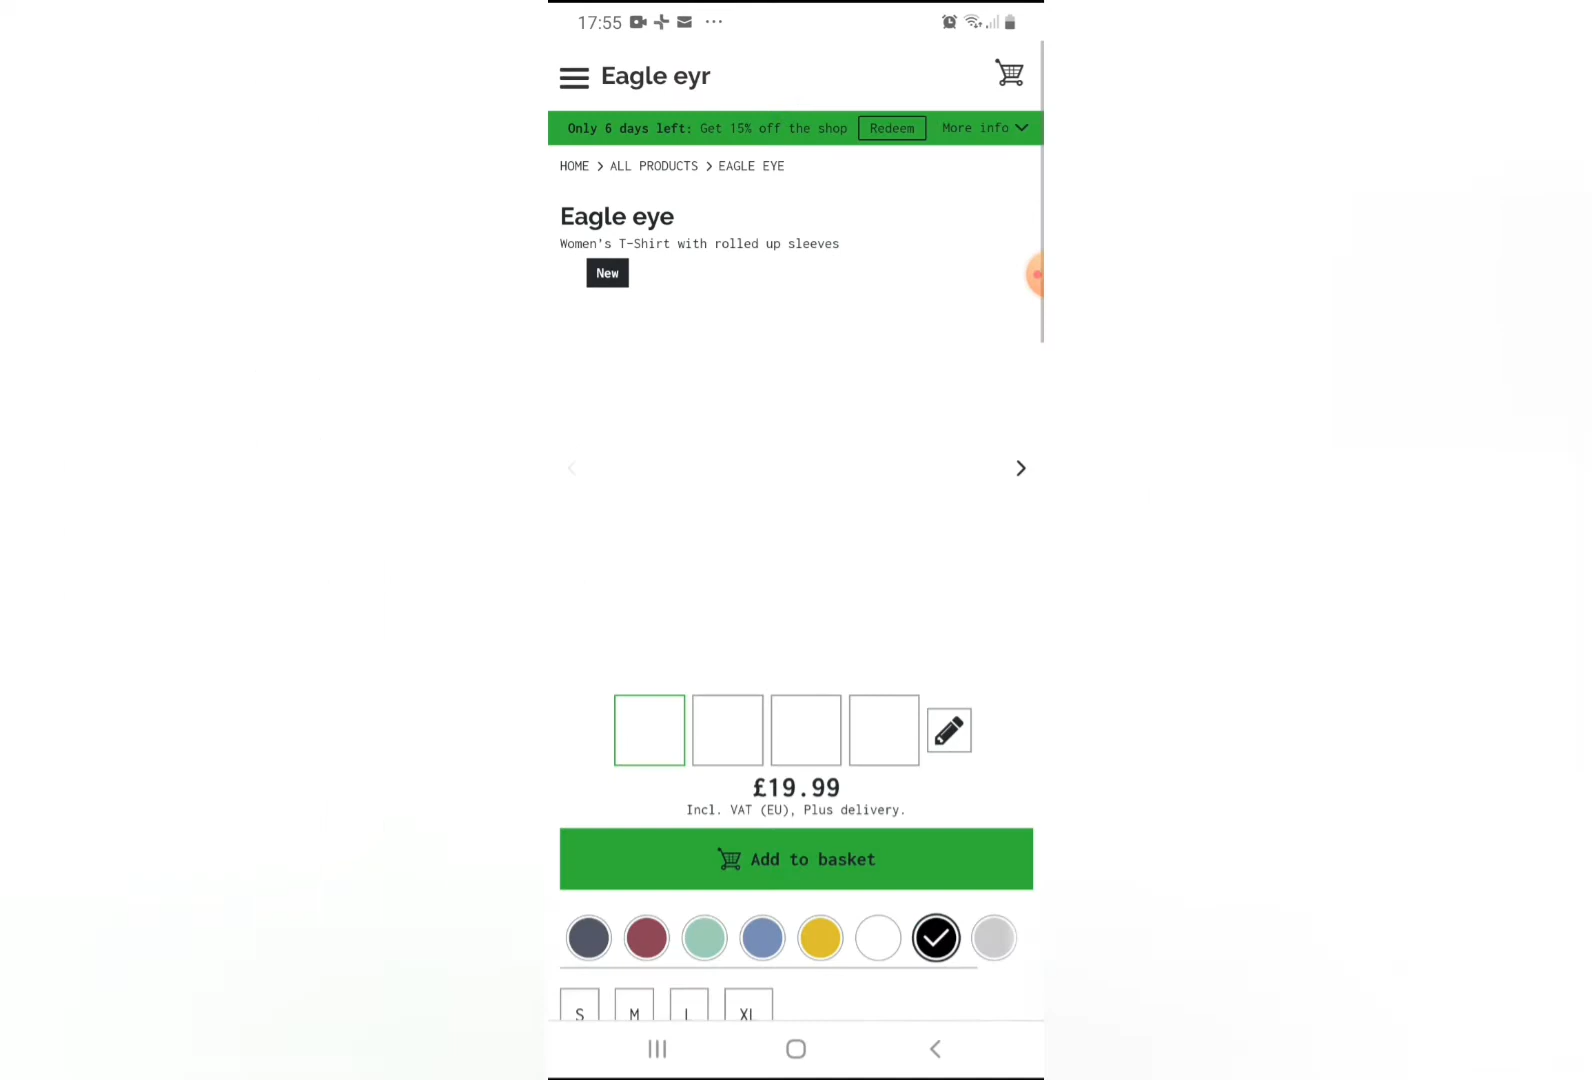 17:55
Eagle eyr
Only 6 days left: Get 15% off the shop Redeem More info
HOME > ALL PRODUCTS > EAGLE EYE
Eagle eye
Women's T-Shirt with rolled up sleeves
New
£19.99
Incl. VAT (EU), Plus delivery.
Add to basket
S M L XL